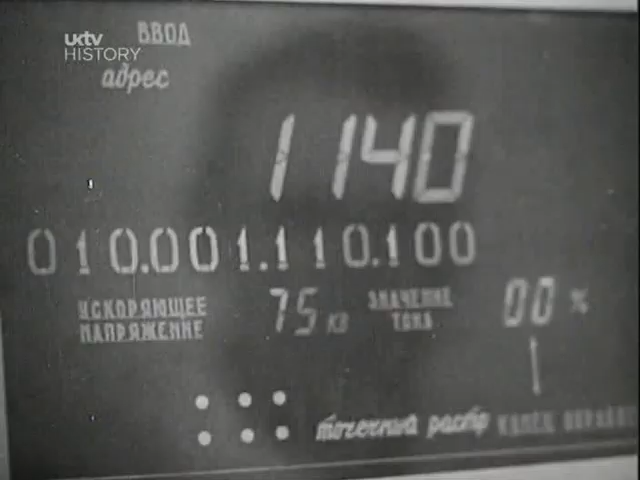 uktv
HISTORY
ВВОД
адрес
1140
010.001.110.100
УСКОРЯЮЩЕЕ
НАПРЯЖЕНИЕ
75 кв
ЗНАЧЕНИЕ
ТОКА
00 %
точечный растр